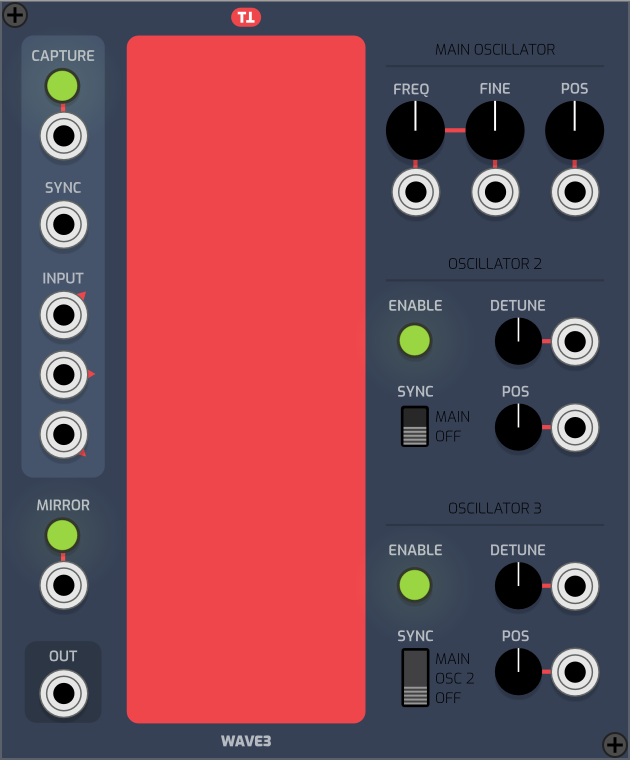 CAPTURE
SYNC
INPUT
MIRROR
OUT
WAVE3
MAIN OSCILLATOR
FREQ FINE POS
OSCILLATOR 2
ENABLE DETUNE
SYNC POS
MAIN
OFF
OSCILLATOR 3
ENABLE DETUNE
SYNC POS
MAIN
OSC 2
OFF